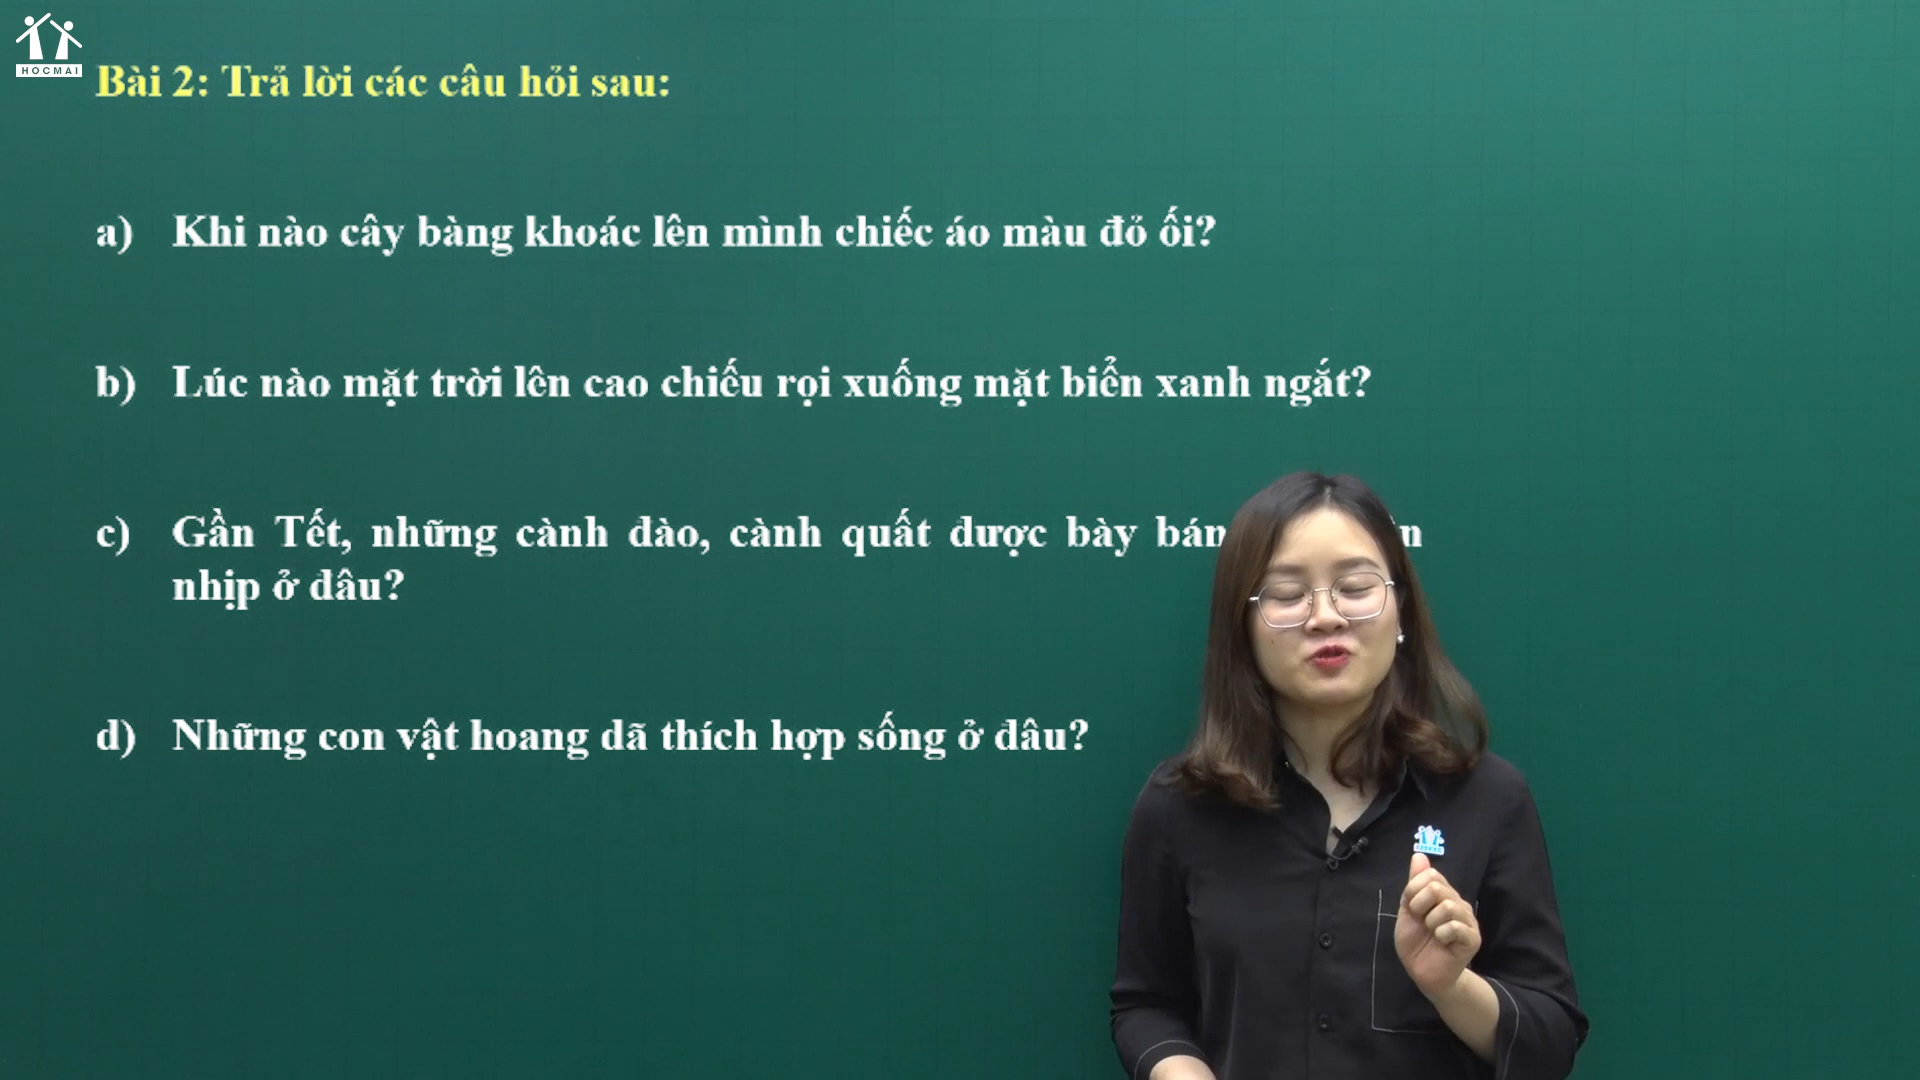 HOCMAI
Bài 2: Trả lời các câu hỏi sau:
a) Khi nào cây bàng khoác lên mình chiếc áo màu đỏ ối?
b) Lúc nào mặt trời lên cao chiếu rọi xuống mặt biển xanh ngắt?
c) Gần Tết, những cành đào, cành quất được bày bán
nhịp ở đâu?
d) Những con vật hoang dã thích hợp sống ở đâu?